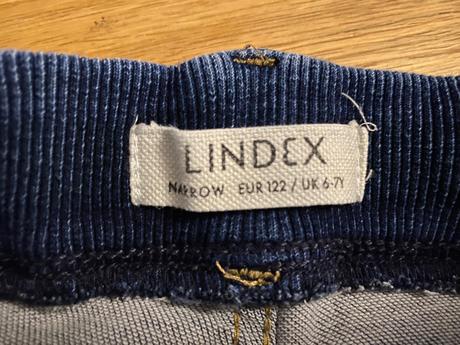 LINDEX
NARROW EUR 122 / UK 6-7Y